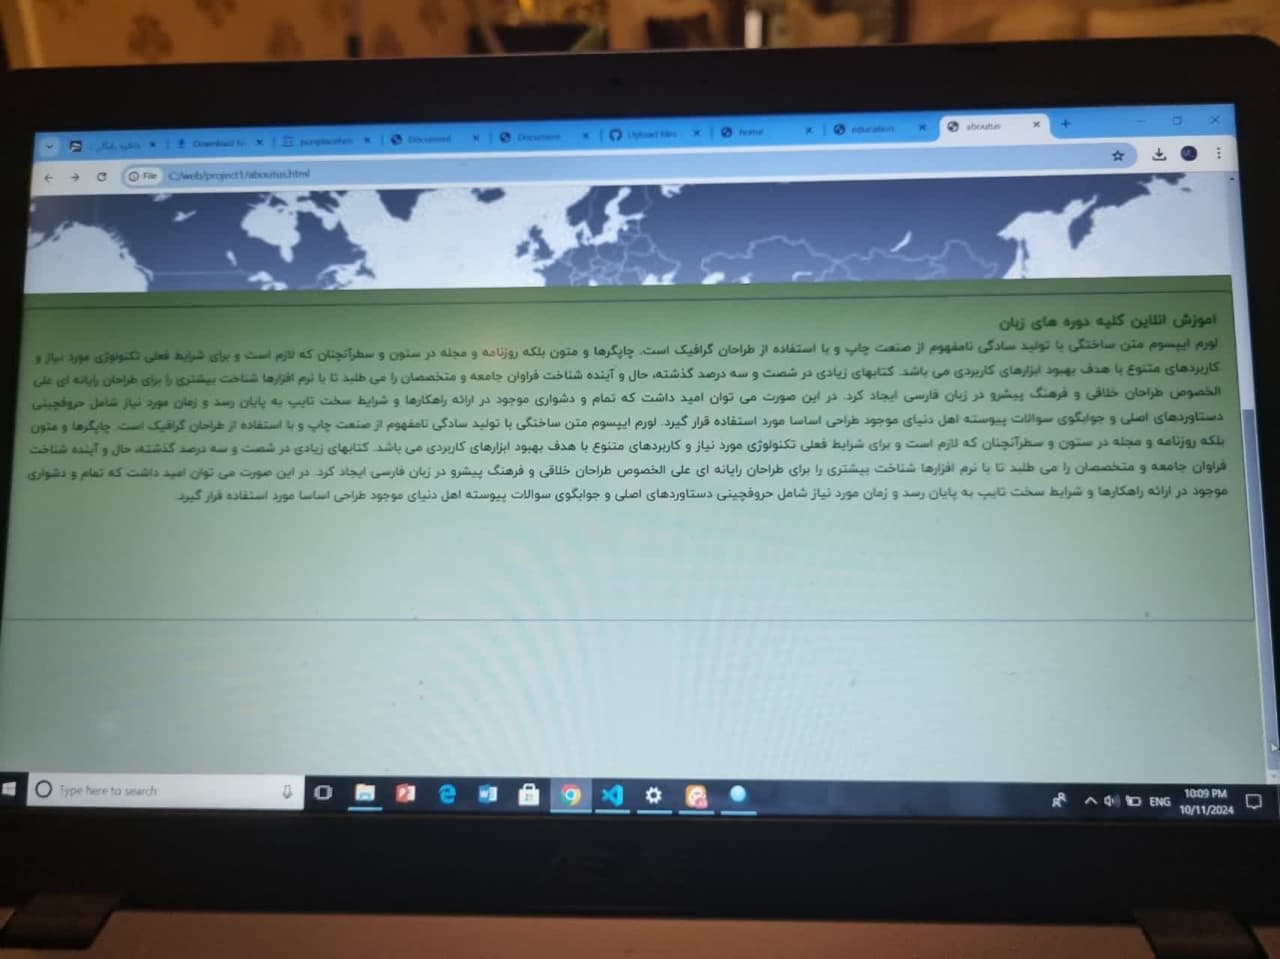 Download
Document
Document
Upload files
home
education
aboutus
File C:/web/project1/aboutus.html
اموزش انلاین کلیه دوره های زبان
لورم ایپسوم متن ساختگی با تولید سادگی نامفهوم از صنعت چاپ و با استفاده از طراحان گرافیک است. چاپگرها و متون بلکه روزنامه و مجله در ستون و سطرآنچنان که لازم است و برای شرایط فعلی تکنولوژی مورد نیاز و
کاربردهای متنوع با هدف بهبود ابزارهای کاربردی می باشد. کتابهای زیادی در شصت و سه درصد گذشته، حال و آینده شناخت فراوان جامعه و متخصصان را می طلبد تا با نرم افزارها شناخت بیشتری را برای طراحان رایانه ای علی
الخصوص طراحان خلاقی و فرهنگ پیشرو در زبان فارسی ایجاد کرد. در این صورت می توان امید داشت که تمام و دشواری موجود در ارائه راهکارها و شرایط سخت تایپ به پایان رسد و زمان مورد نیاز شامل حروفچینی
دستاوردهای اصلی و جوابگوی سوالات پیوسته اهل دنیای موجود طراحی اساسا مورد استفاده قرار گیرد. لورم ایپسوم متن ساختگی با تولید سادگی نامفهوم از صنعت چاپ و با استفاده از طراحان گرافیک است. چاپگرها و متون
بلکه روزنامه و مجله در ستون و سطرآنچنان که لازم است و برای شرایط فعلی تکنولوژی مورد نیاز و کاربردهای متنوع با هدف بهبود ابزارهای کاربردی می باشد. کتابهای زیادی در شصت و سه درصد گذشته، حال و آینده شناخت
فراوان جامعه و متخصصان را می طلبد تا با نرم افزارها شناخت بیشتری را برای طراحان رایانه ای علی الخصوص طراحان خلاقی و فرهنگ پیشرو در زبان فارسی ایجاد کرد. در این صورت می توان امید داشت که تمام و دشواری
موجود در ارائه راهکارها و شرایط سخت تایپ به پایان رسد و زمان مورد نیاز شامل حروفچینی دستاوردهای اصلی و جوابگوی سوالات پیوسته اهل دنیای موجود طراحی اساسا مورد استفاده قرار گیرد.
Type here to search
ENG
10:09 PM
10/11/2024